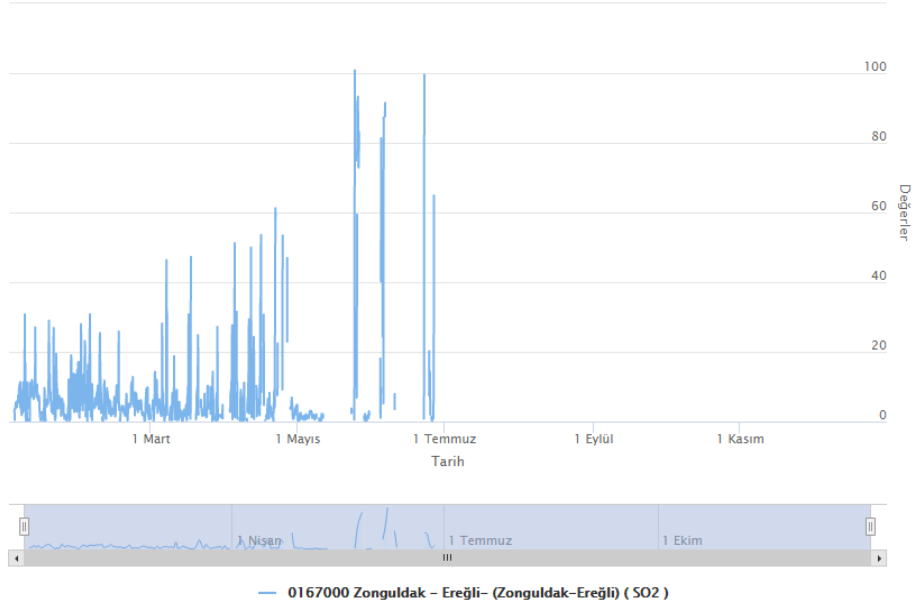 100
80
60
40
20
0
Değerler
1 Mart
1 Mayıs
1 Temmuz
1 Eylül
1 Kasım
Tarih
1 Nisan
1 Temmuz
1 Ekim
0167000 Zonguldak - Ereğli- (Zonguldak-Ereğli) ( SO2 )